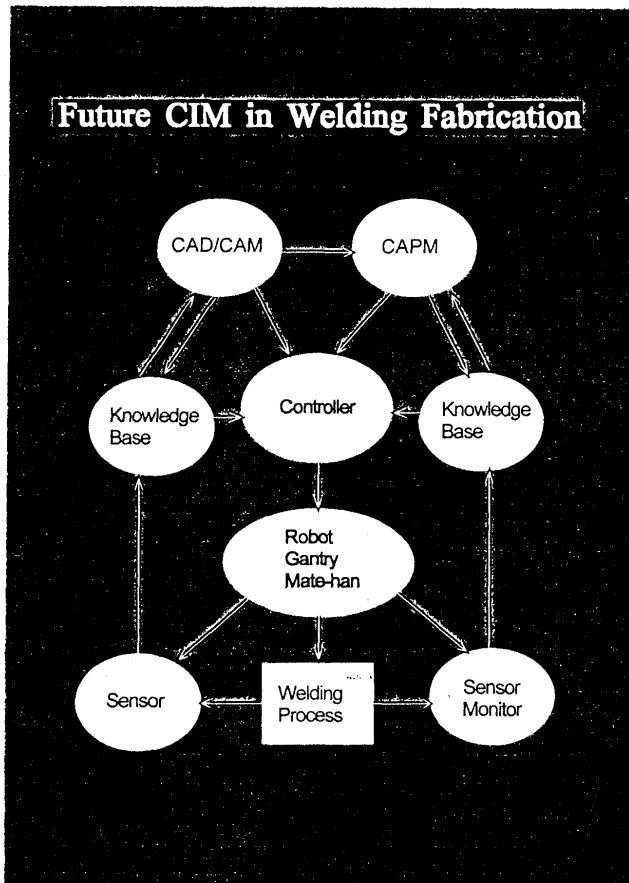 Future CIM in Welding Fabrication
CAD/CAM
CAPM
Knowledge
Base
Controller
Knowledge
Base
Robot
Gantry
Mate-han
Sensor
Welding
Process
Sensor
Monitor